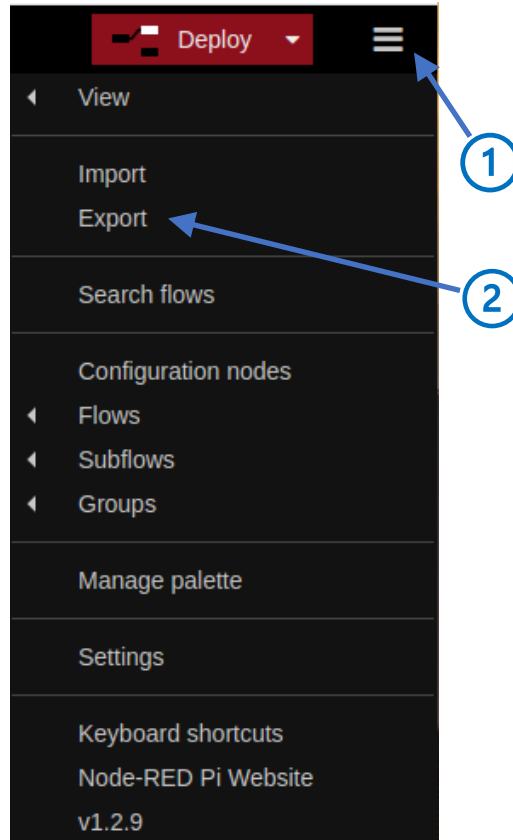 Deploy
1
View
Import
Export
2
Search flows
Configuration nodes
Flows
Subflows
Groups
Manage palette
Settings
Keyboard shortcuts
Node-RED Pi Website
v1.2.9